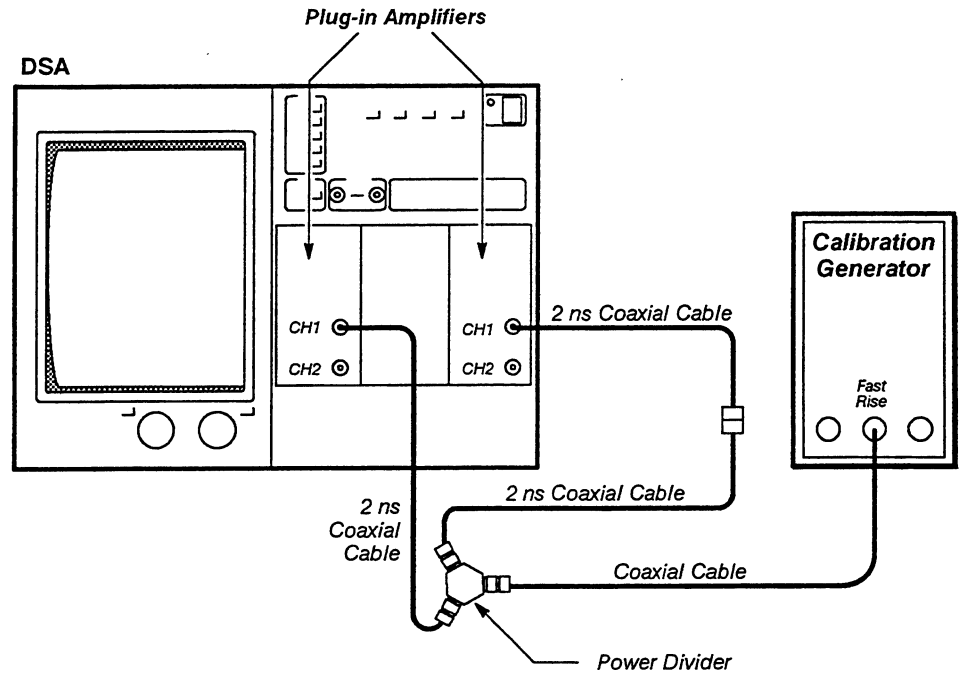 Plug-in Amplifiers
DSA
Calibration
Generator
CH1
CH2
CH1
CH2
2 ns Coaxial Cable
Fast
Rise
2 ns Coaxial Cable
2 ns
Coaxial
Cable
Coaxial Cable
Power Divider